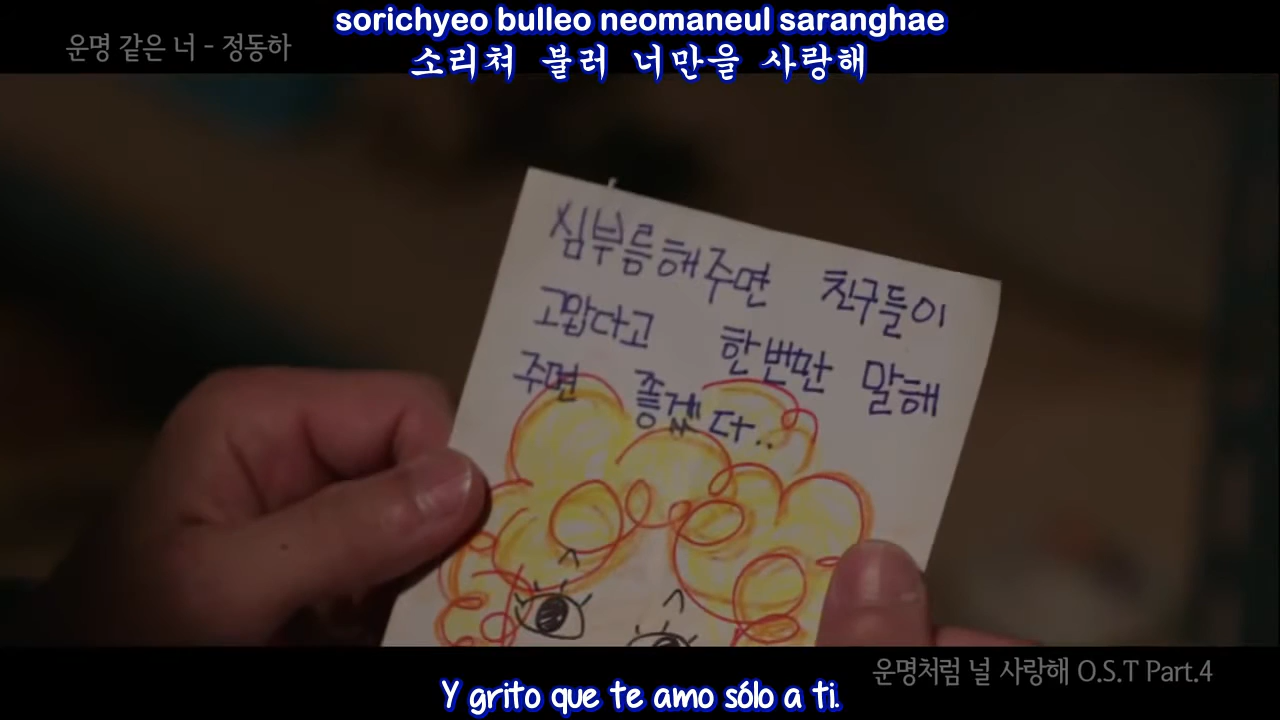 sorichyeo bulleo neomaneul saranghae
운명 같은 너 - 정동하
소리쳐 불러 너만을 사랑해
심부름해주면 친구들이
고맙다고 한번만 말해
주면 좋겠다..
운명처럼 널 사랑해 O.S.T Part.4
Y grito que te amo sólo a ti.